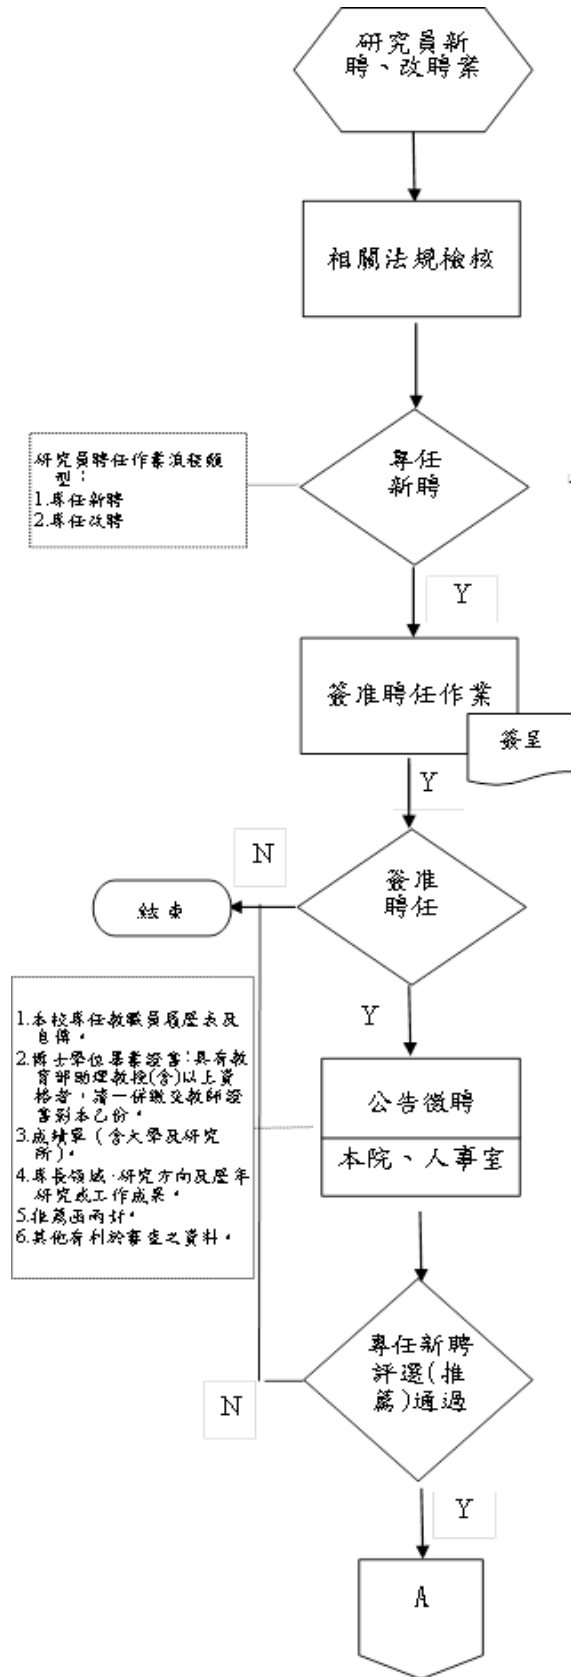 研究員新
聘、改聘案
相關法規檢核
研究員聘任作業流程類
型：
1.專任新聘
2.專任改聘
專任
新聘
Y
簽准聘任作業
簽呈
Y
N
簽准
聘任
結束
Y
1.本校專任教職員履歷表及
自傳。
2.博士學位畢業證書:具有教
育部助理教授(含)以上資
格者，請一併繳交教師證
書影本乙份。
3.成績單（含大學及研究
所）。
4.專長領域、研究方向及歷年
研究或工作成果。
5.推薦函兩封。
6.其他有利於審查之資料。
公告徵聘
本院、人事室
專任新聘
評選(推
薦)通過
N
Y
A